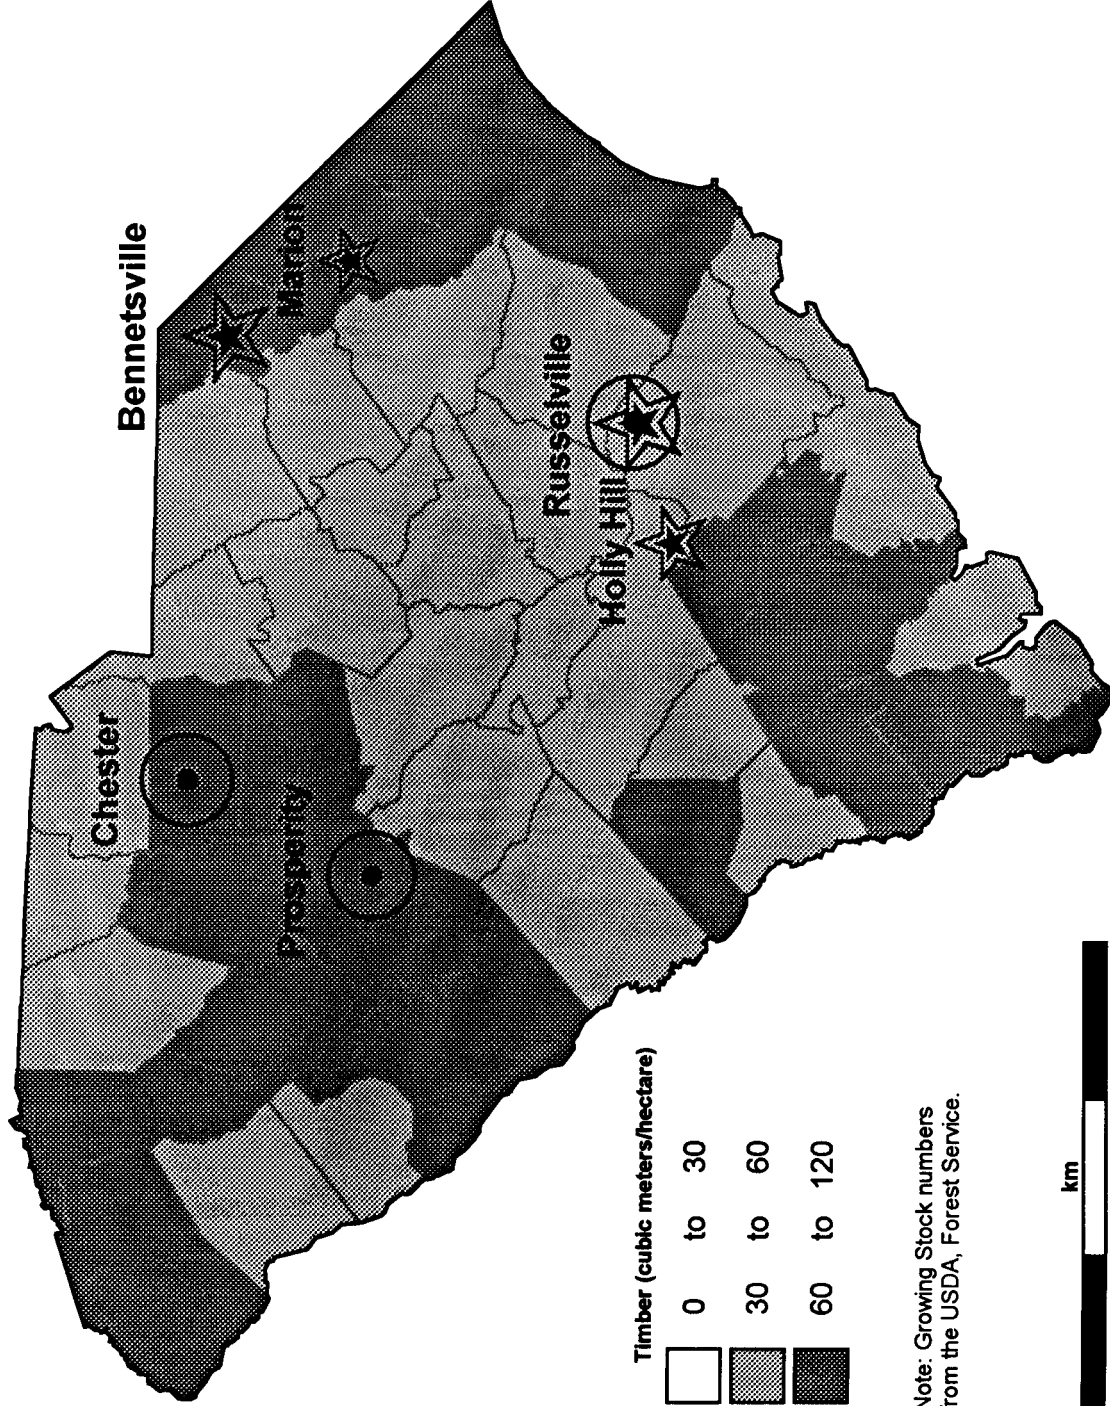 Bennetsville
Marion
Russelville
Holly Hill
Chester
Prosperity
Timber (cubic meters/hectare)
0 to 30
30 to 60
60 to 120
Note: Growing Stock numbers
from the USDA, Forest Service.
km